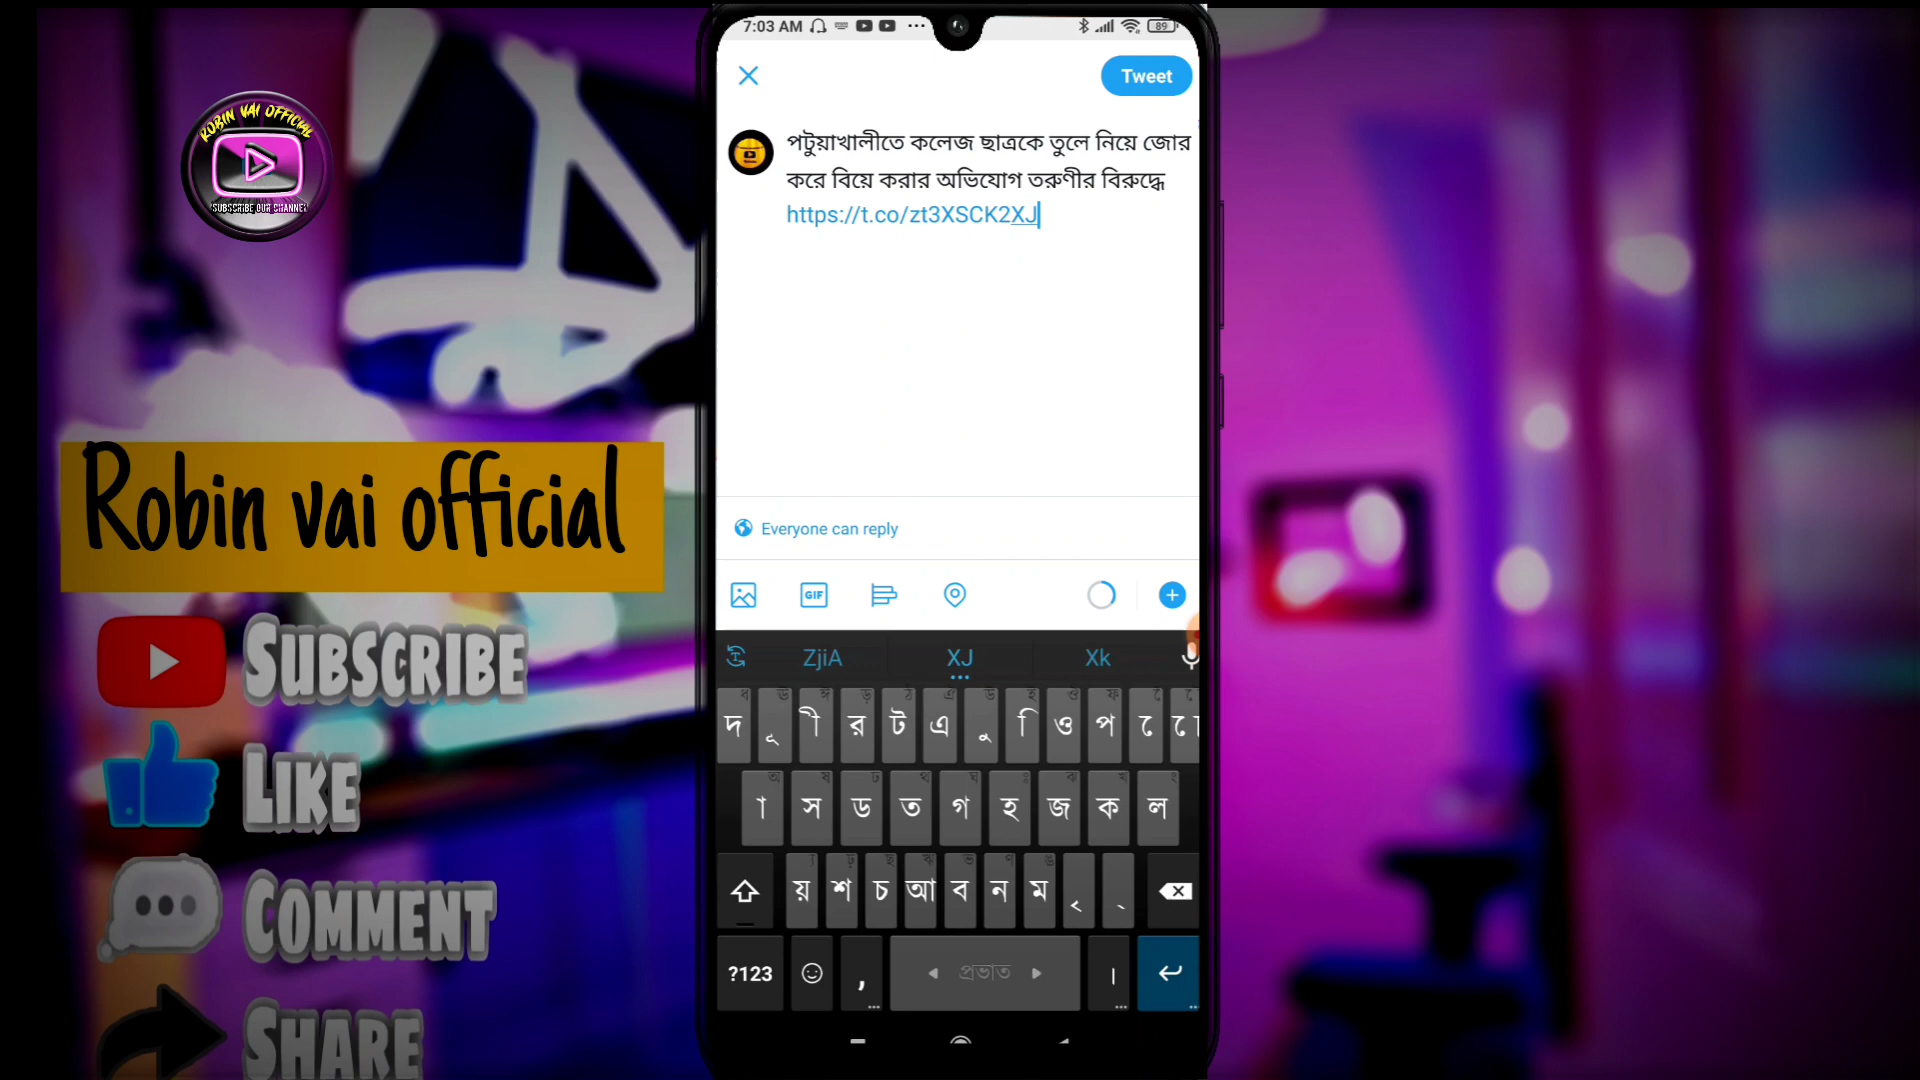 7:03 AM
89
Tweet
পটুয়াখালীতে কলেজ ছাত্রকে তুলে নিয়ে জোর
করে বিয়ে করার অভিযোগ তরুণীর বিরুদ্ধে
https://t.co/zt3XSCK2XJ
Everyone can reply
GIF
ZjiA XJ Xk
দ ূ ী র ট এ ু ি ও প ে ো
া স ড ত গ হ জ ক ল
য় শ চ আ ব ন ম ৃ ্
?123 , প্রভাত ।
ROBIN VAI OFFICIAL
SUBSCRIBE OUR CHANNEL
Robin vai official
SUBSCRIBE
LIKE
COMMENT
SHARE